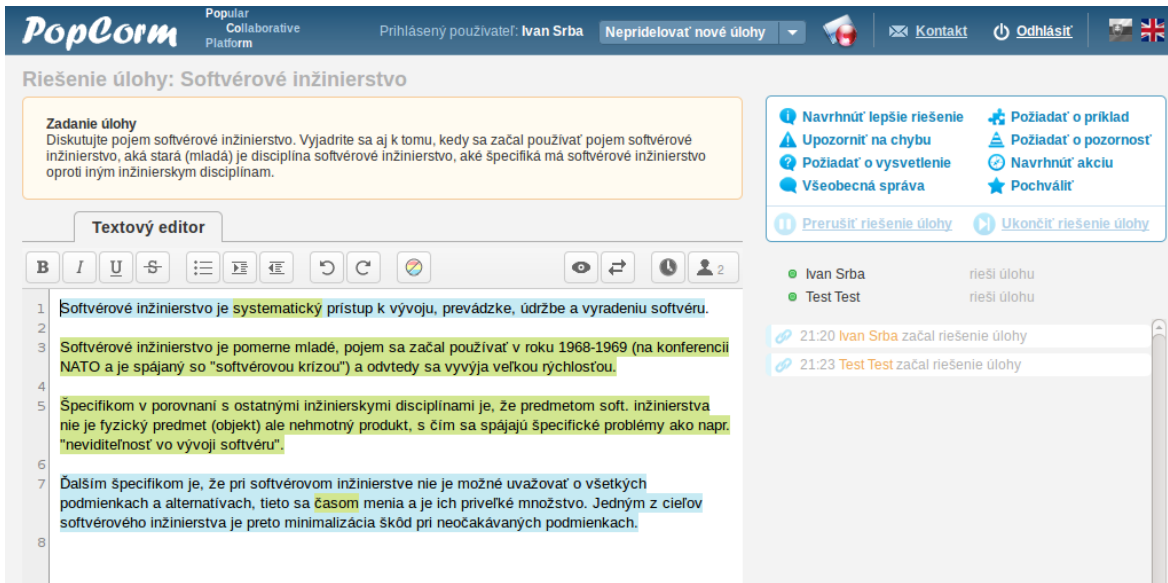 PopCorm
Popular
Collaborative
Platform
Prihlásený používateľ: Ivan Srba
Nepridelovať nové úlohy
Kontakt
Odhlásiť
Riešenie úlohy: Softvérové inžinierstvo
Zadanie úlohy
Diskutujte pojem softvérové inžinierstvo. Vyjadrite sa aj k tomu, kedy sa začal používať pojem softvérové
inžinierstvo, aká stará (mladá) je disciplína softvérové inžinierstvo, aké špecifiká má softvérové inžinierstvo
oproti iným inžinierskym disciplínam.
Navrhnúť lepšie riešenie
Požiadať o príklad
Upozorniť na chybu
Požiadať o pozornosť
Požiadať o vysvetlenie
Navrhnúť akciu
Všeobecná správa
Pochváliť
Prerušiť riešenie úlohy
Ukončiť riešenie úlohy
Textový editor
B I U S
2
Ivan Srba rieši úlohu
Test Test rieši úlohu
21:20 Ivan Srba začal riešenie úlohy
21:23 Test Test začal riešenie úlohy
1 Softvérové inžinierstvo je systematický prístup k vývoju, prevádzke, údržbe a vyradeniu softvéru.
2
3 Softvérové inžinierstvo je pomerne mladé, pojem sa začal používať v roku 1968-1969 (na konferencii
NATO a je spájaný so "softvérovou krízou") a odvtedy sa vyvýja veľkou rýchlosťou.
4
5 Špecifikom v porovnaní s ostatnými inžinierskymi disciplínami je, že predmetom soft. inžinierstva
nie je fyzický predmet (objekt) ale nehmotný produkt, s čím sa spájajú špecifické problémy ako napr.
"neviditeľnosť vo vývoji softvéru".
6
7 Ďalším špecifikom je, že pri softvérovom inžinierstve nie je možné uvažovať o všetkých
podmienkach a alternatívach, tieto sa časom menia a je ich priveľké množstvo. Jedným z cieľov
softvérového inžinierstva je preto minimalizácia škôd pri neočakávaných podmienkach.
8